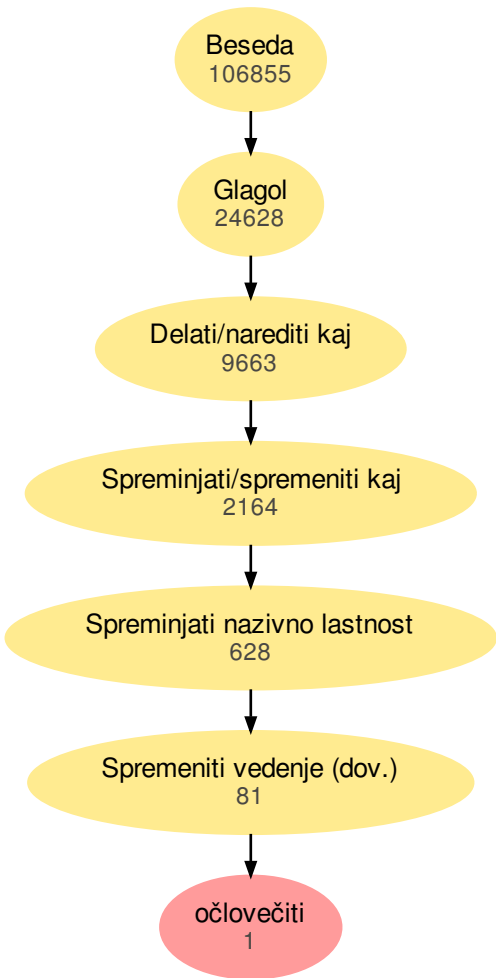 Beseda
106855
Glagol
24628
Delati/narediti kaj
9663
Spreminjati/spremeniti kaj
2164
Spreminjati nazivno lastnost
628
Spremeniti vedenje (dov.)
81
očlovečiti
1